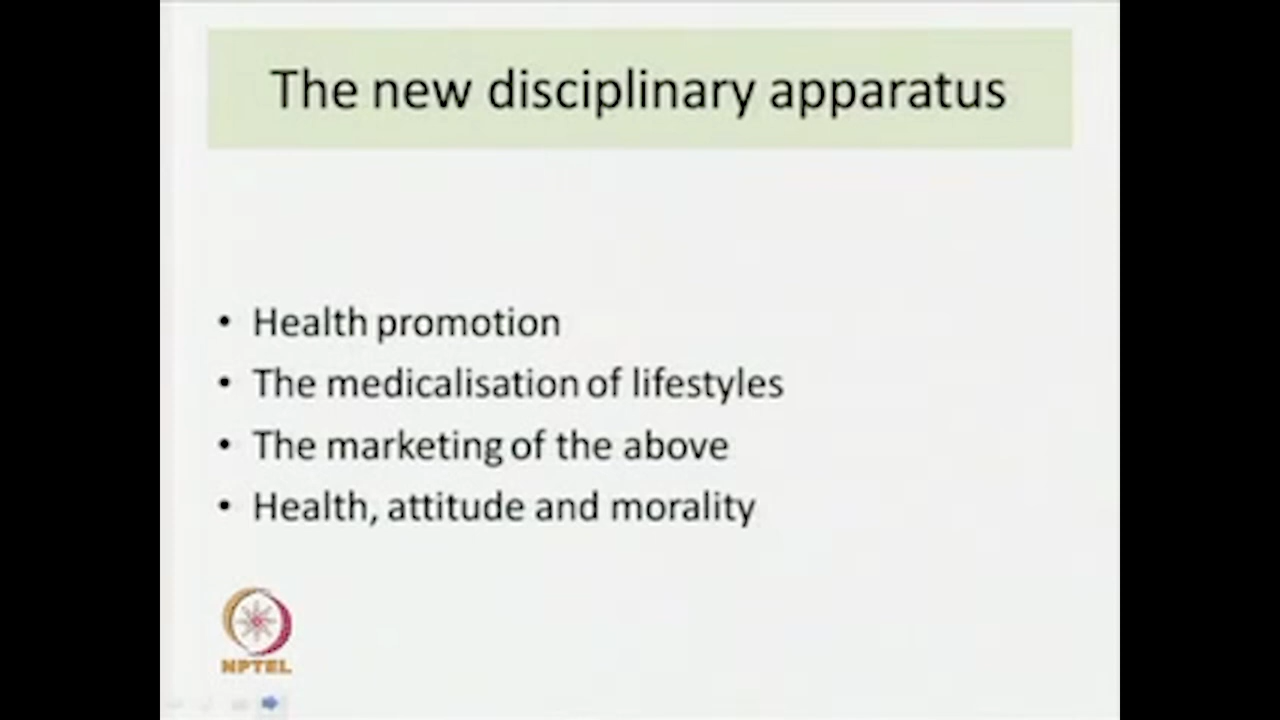 The new disciplinary apparatus
• Health promotion
• The medicalisation of lifestyles
• The marketing of the above
• Health, attitude and morality
NPTEL